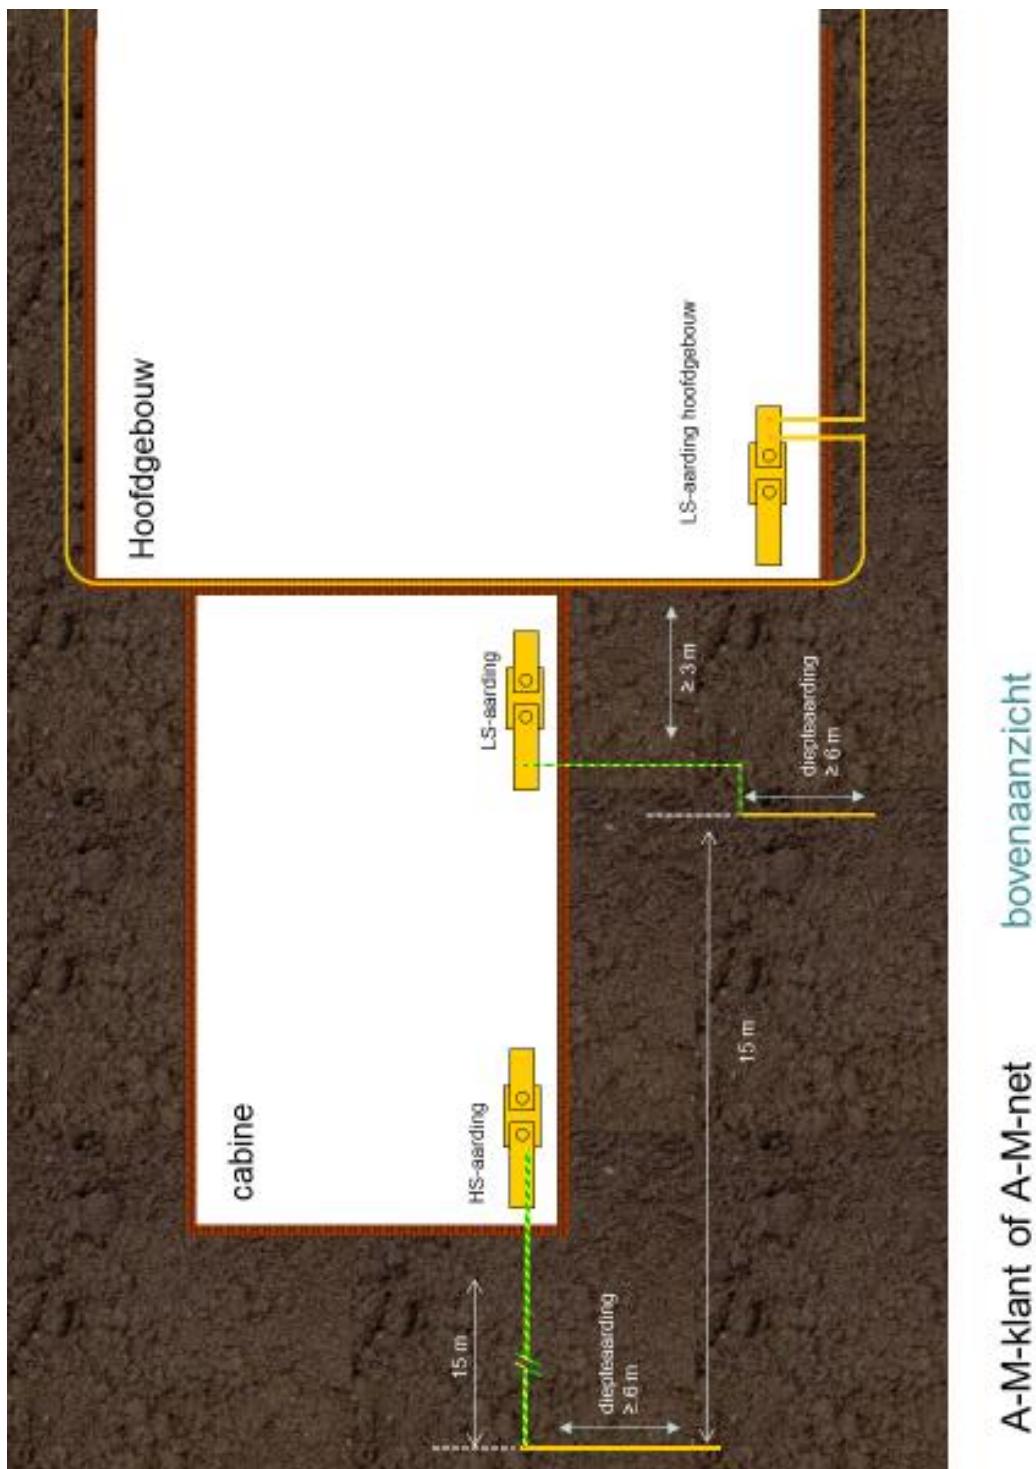 Hoofdgebouw
LS-aarding hoofdgebouw
LS-aarding
≥ 3 m
diepteaarding
≥ 6 m
cabine
HS-aarding
15 m
15 m
diepteaarding
≥ 6 m
A-M-klant of A-M-net bovenaanzicht